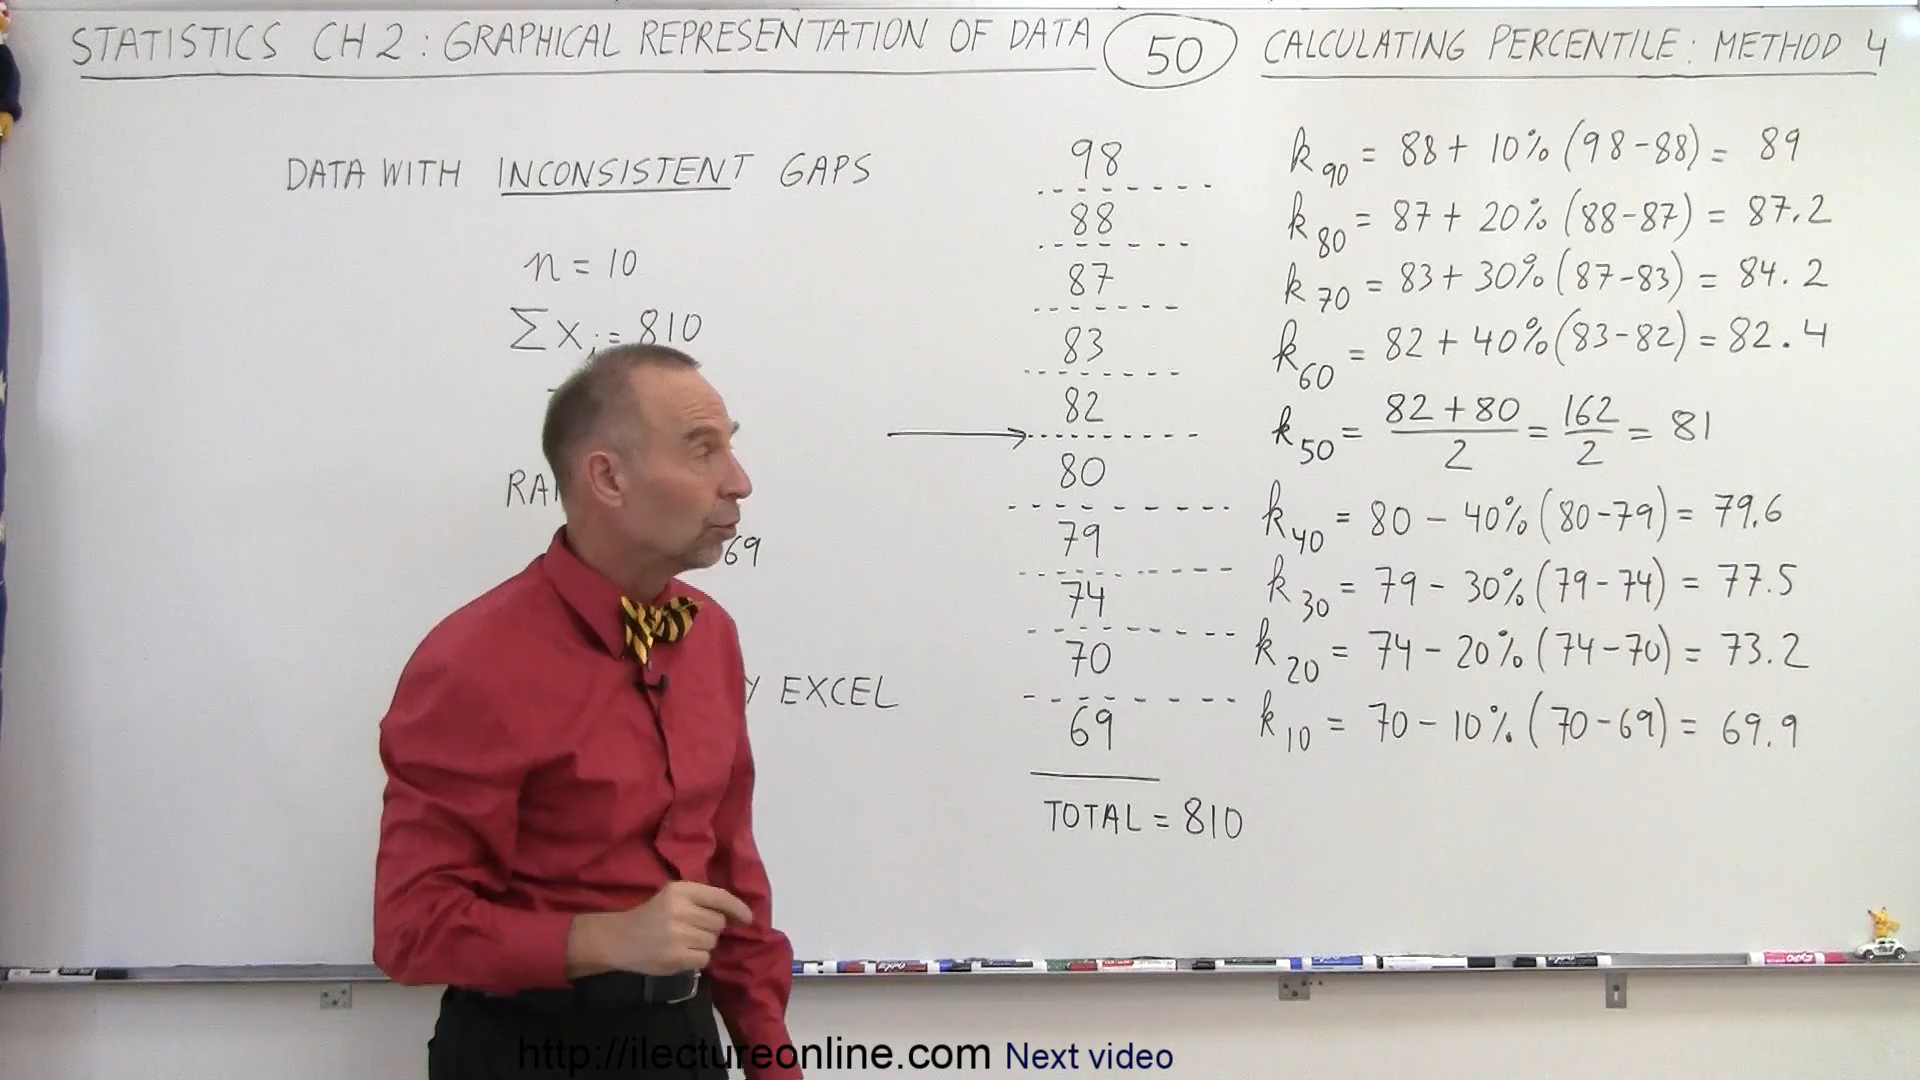 STATISTICS CH 2 : GRAPHICAL REPRESENTATION OF DATA
50
CALCULATING PERCENTILE : METHOD 4
DATA WITH INCONSISTENT GAPS
n = 10
∑xᵢ = 810
69
Y EXCEL
98
88
87
83
82
80
79
74
70
69
TOTAL = 810
k₉₀ = 88 + 10% (98-88) = 89
k₈₀ = 87 + 20% (88-87) = 87.2
k₇₀ = 83 + 30% (87-83) = 84.2
k₆₀ = 82 + 40% (83-82) = 82.4
k₅₀ = (82 + 80)/2 = 162/2 = 81
k₄₀ = 80 - 40% (80-79) = 79.6
k₃₀ = 79 - 30% (79-74) = 77.5
k₂₀ = 74 - 20% (74-70) = 73.2
k₁₀ = 70 - 10% (70-69) = 69.9
http://ilectureonline.com Next video